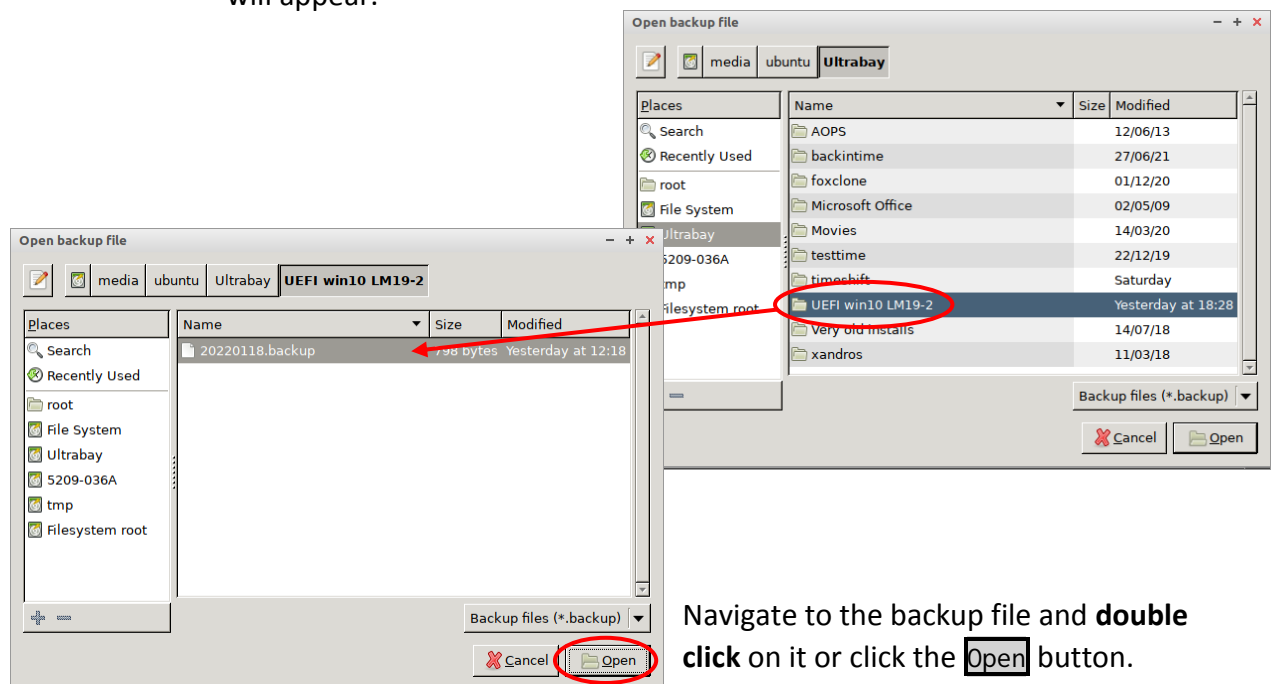 will appear.
Open backup file
media ubuntu Ultrabay
Places Name Size Modified
Search AOPS 12/06/13
Recently Used backintime 27/06/21
root foxclone 01/12/20
File System Microsoft Office 02/05/09
Ultrabay Movies 14/03/20
5209-036A testtime 22/12/19
tmp timeshift Saturday
Filesystem root UEFI win10 LM19-2 Yesterday at 18:28
Very old installs 14/07/18
xandros 11/03/18
Backup files (*.backup)
Cancel Open
Open backup file
media ubuntu Ultrabay UEFI win10 LM19-2
Places Name Size Modified
Search 20220118.backup 798 bytes Yesterday at 12:18
Recently Used
root
File System
Ultrabay
5209-036A
tmp
Filesystem root
Backup files (*.backup)
Cancel Open
Navigate to the backup file and double
click on it or click the Open button.